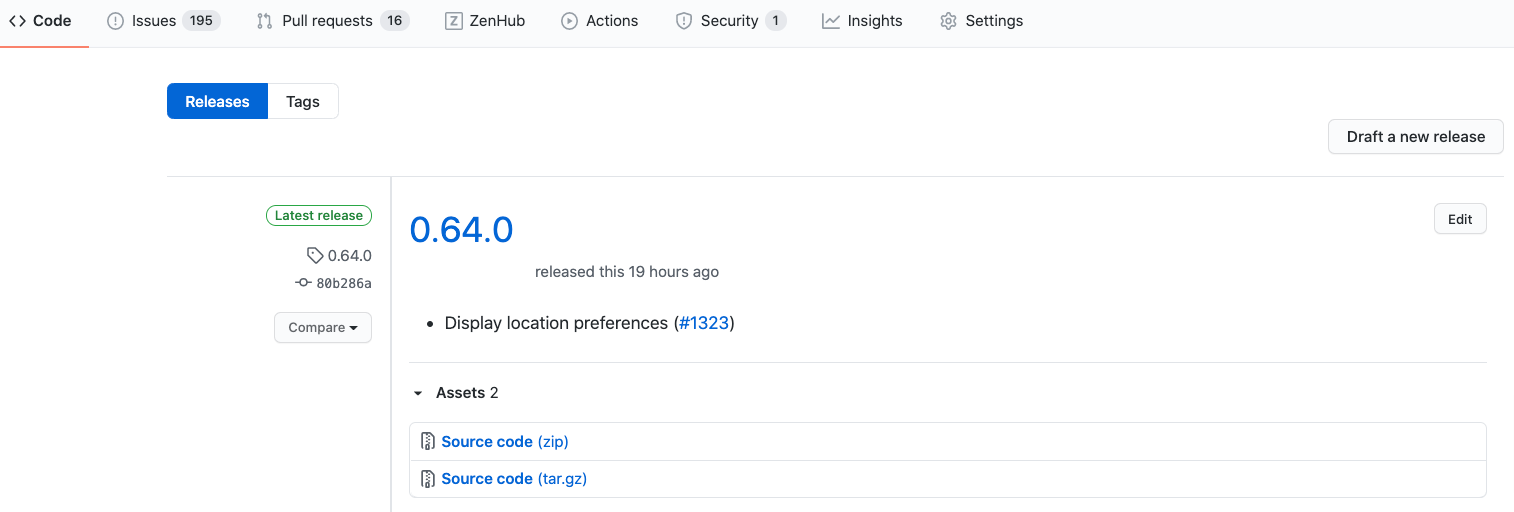 Code Issues 195 Pull requests 16 ZenHub Actions Security 1 Insights Settings
Releases Tags
Draft a new release
Latest release
0.64.0
80b286a
Compare
0.64.0
Edit
released this 19 hours ago
• Display location preferences (#1323)
Assets 2
Source code (zip)
Source code (tar.gz)